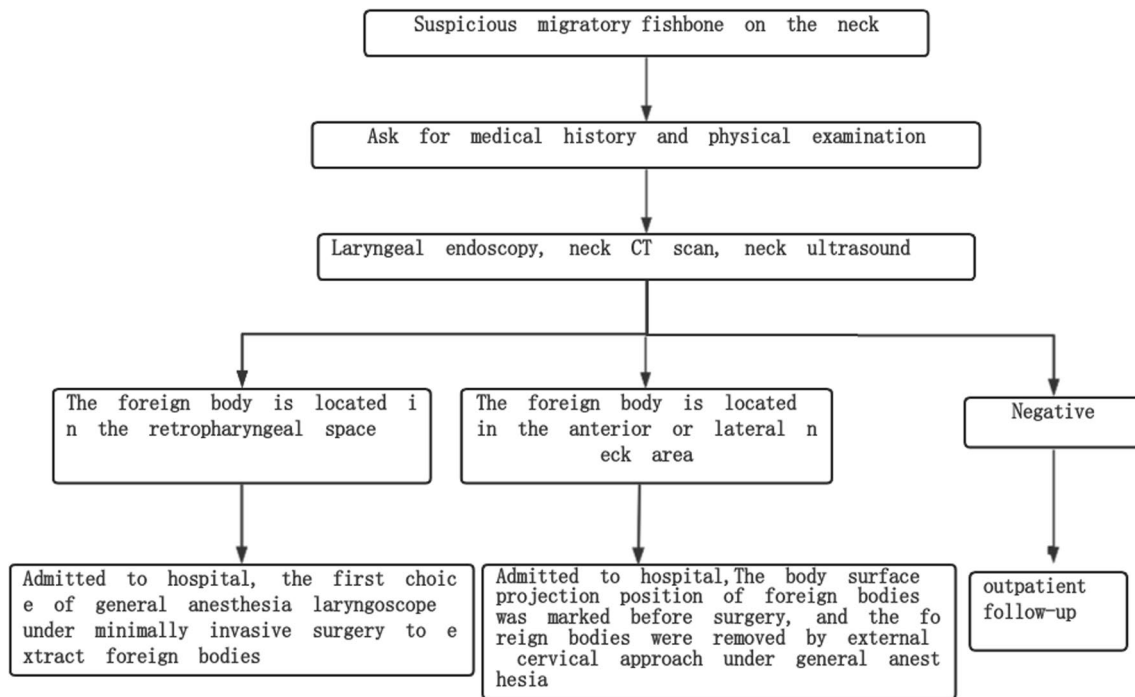 Suspicious migratory fishbone on the neck
Ask for medical history and physical examination
Laryngeal endoscopy, neck CT scan, neck ultrasound
The foreign body is located i
n the retropharyngeal space
The foreign body is located
in the anterior or lateral n
eck area
Negative
Admitted to hospital, the first choic
e of general anesthesia laryngoscope
under minimally invasive surgery to e
xtract foreign bodies
Admitted to hospital,The body surface
projection position of foreign bodies
was marked before surgery, and the fo
reign bodies were removed by external
cervical approach under general anest
hesia
outpatient
follow-up